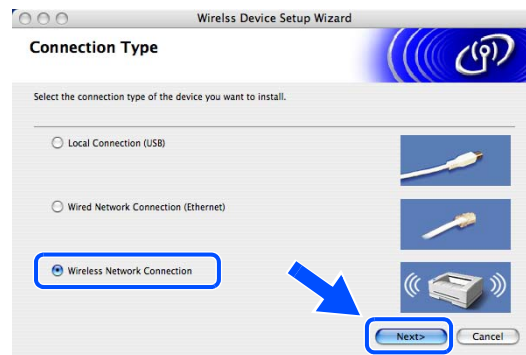 Wirelss Device Setup Wizard
Connection Type
Select the connection type of the device you want to install.
Local Connection (USB)
Wired Network Connection (Ethernet)
Wireless Network Connection
Next> Cancel